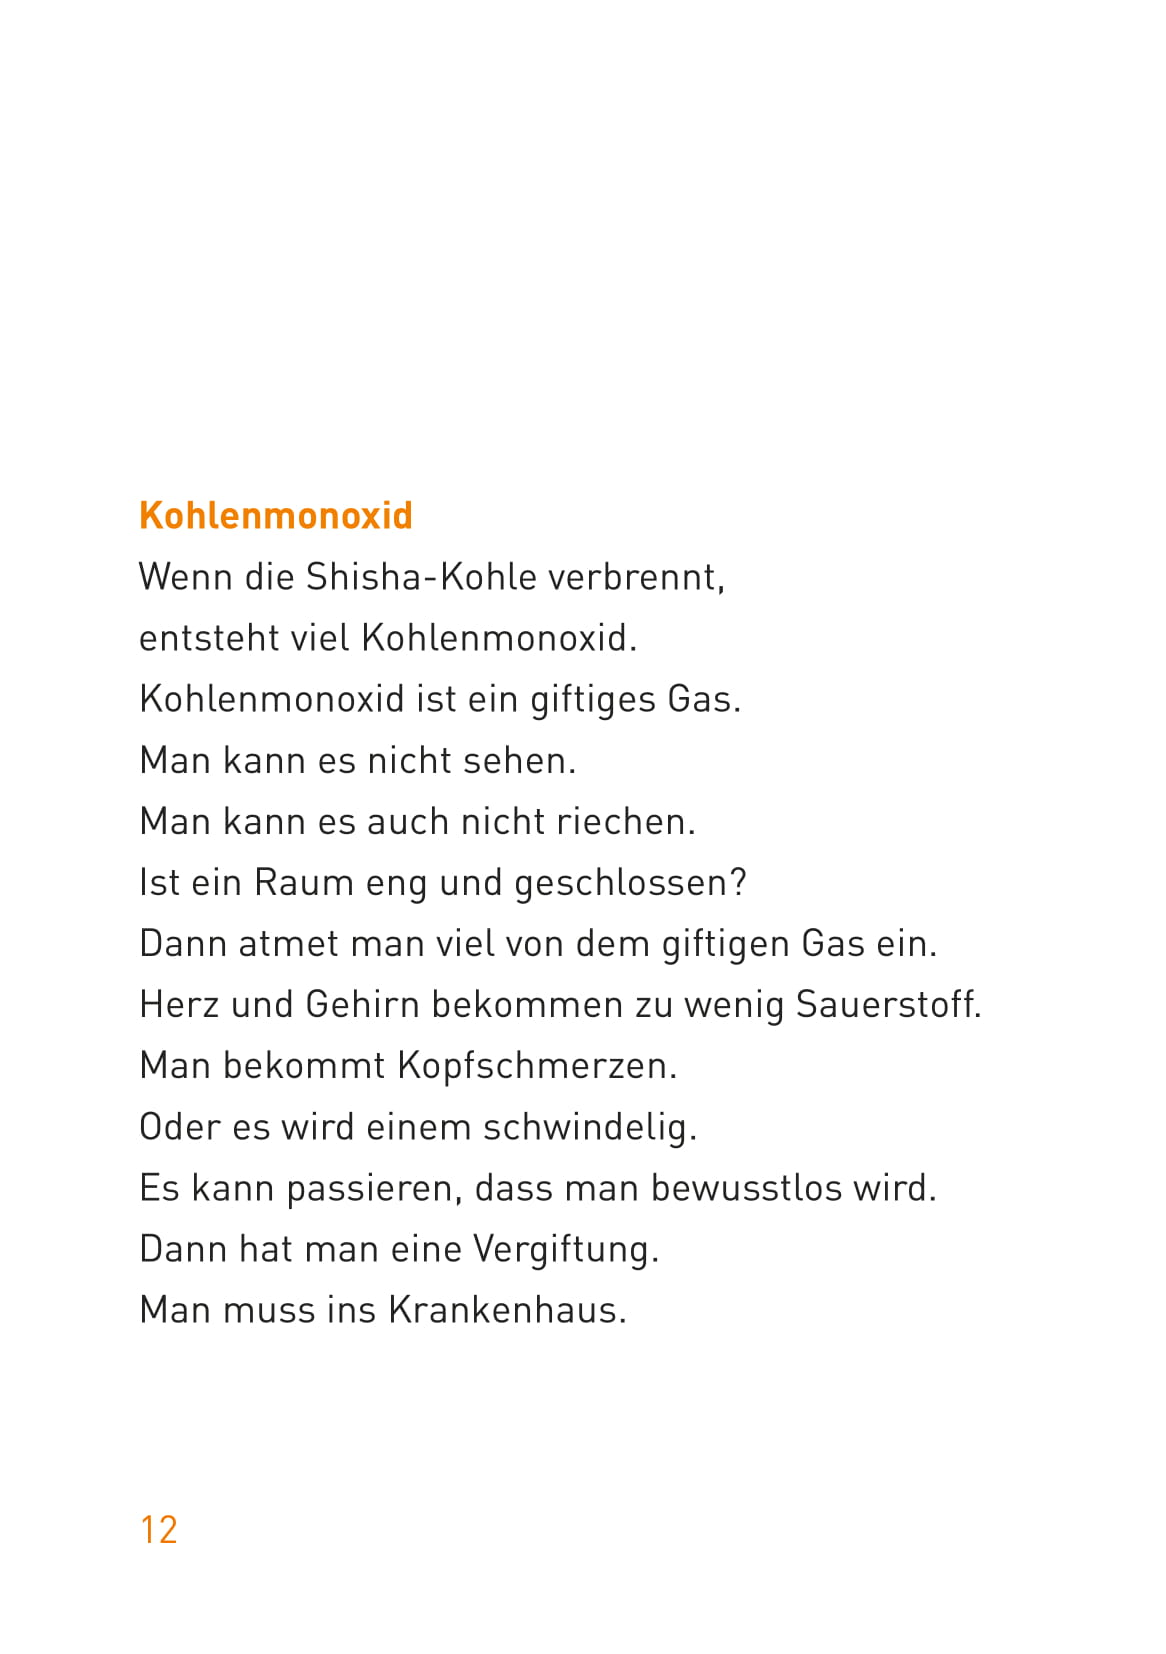 Kohlenmonoxid
Wenn die Shisha-Kohle verbrennt,
entsteht viel Kohlenmonoxid.
Kohlenmonoxid ist ein giftiges Gas.
Man kann es nicht sehen.
Man kann es auch nicht riechen.
Ist ein Raum eng und geschlossen?
Dann atmet man viel von dem giftigen Gas ein.
Herz und Gehirn bekommen zu wenig Sauerstoff.
Man bekommt Kopfschmerzen.
Oder es wird einem schwindelig.
Es kann passieren, dass man bewusstlos wird.
Dann hat man eine Vergiftung.
Man muss ins Krankenhaus.
12